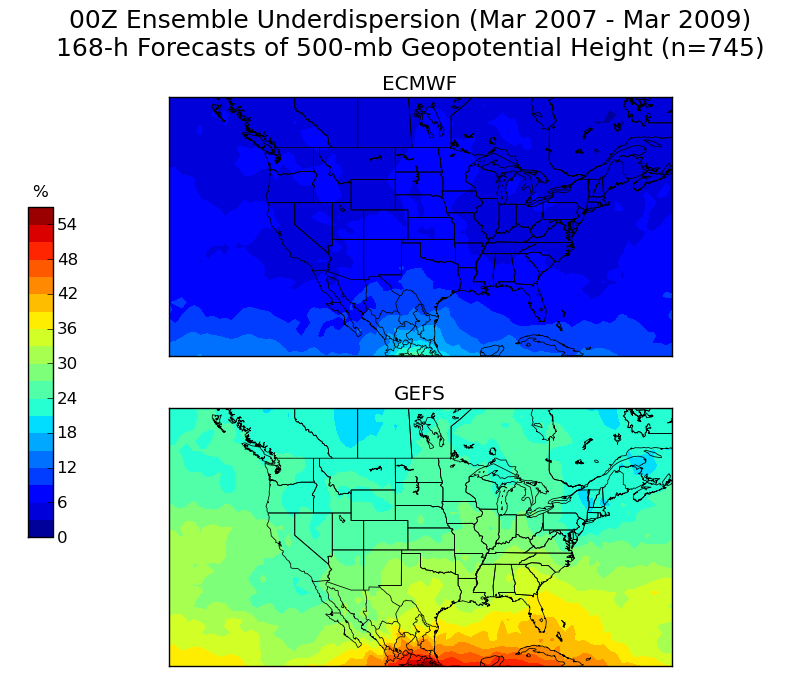 00Z Ensemble Underdispersion (Mar 2007 - Mar 2009)
168-h Forecasts of 500-mb Geopotential Height (n=745)
ECMWF
%
54
48
42
36
30
24
18
12
6
0
GEFS